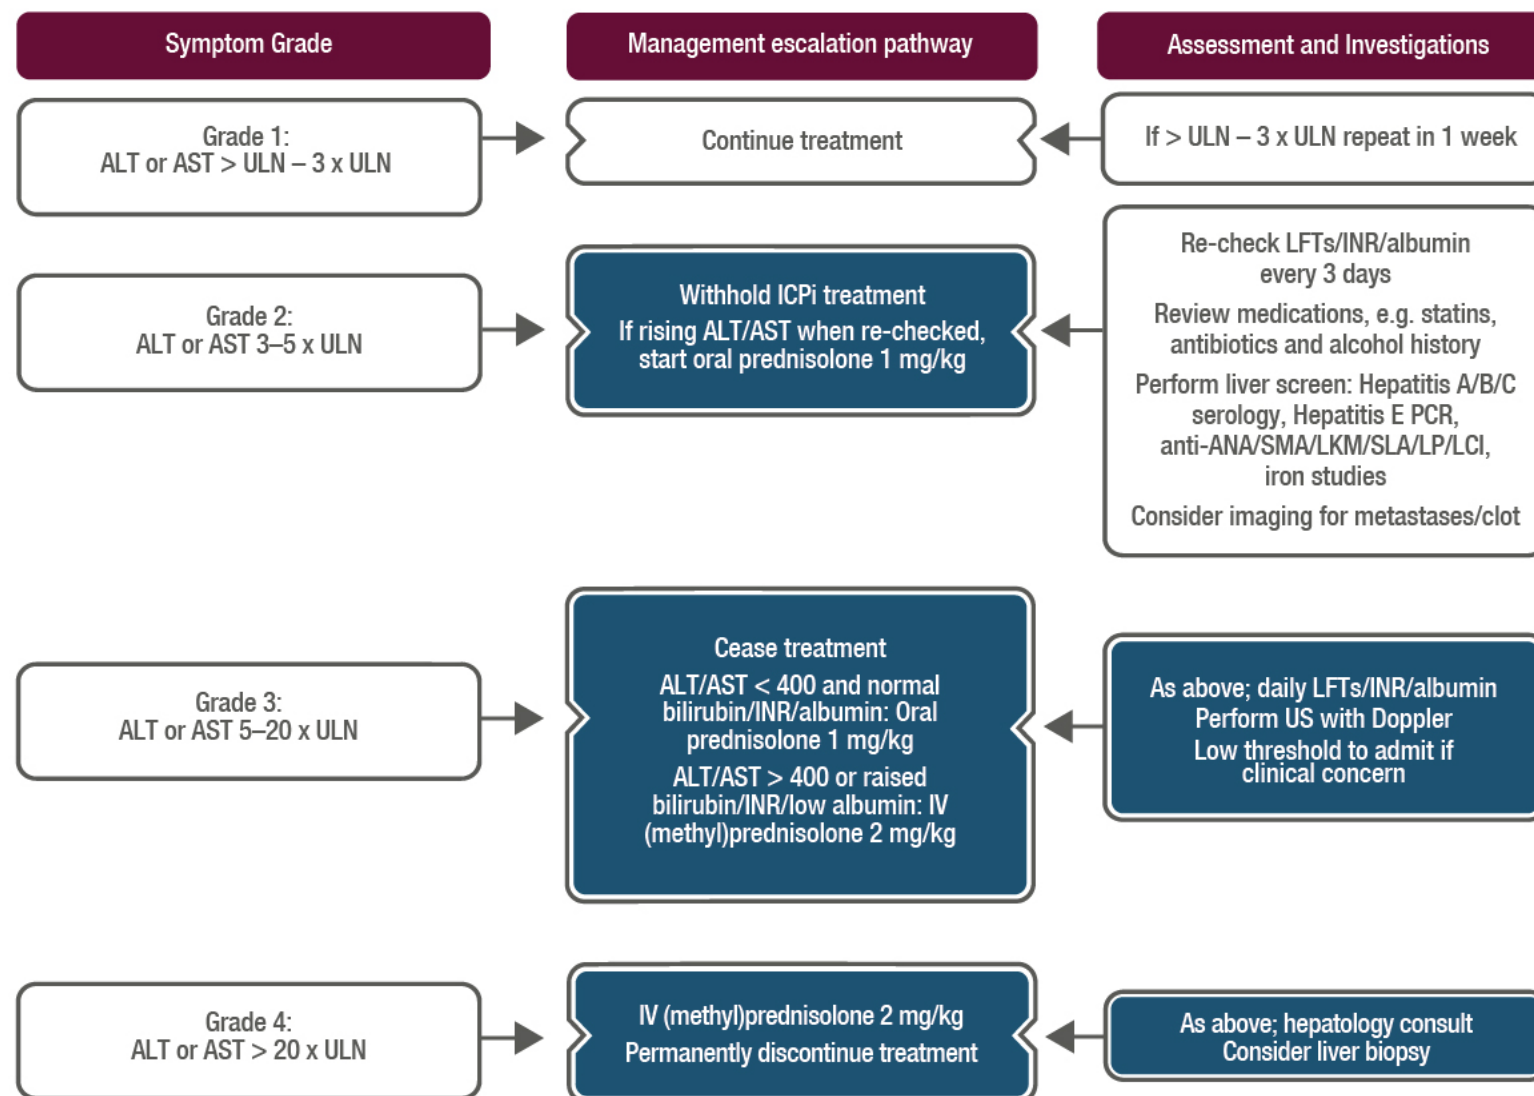 Symptom Grade
Management escalation pathway
Assessment and Investigations
Grade 1:
ALT or AST > ULN – 3 x ULN
Continue treatment
If > ULN – 3 x ULN repeat in 1 week
Grade 2:
ALT or AST 3–5 x ULN
Withhold ICPi treatment
If rising ALT/AST when re-checked,
start oral prednisolone 1 mg/kg
Re-check LFTs/INR/albumin
every 3 days
Review medications, e.g. statins,
antibiotics and alcohol history
Perform liver screen: Hepatitis A/B/C
serology, Hepatitis E PCR,
anti-ANA/SMA/LKM/SLA/LP/LCI,
iron studies
Consider imaging for metastases/clot
Grade 3:
ALT or AST 5–20 x ULN
Cease treatment
ALT/AST < 400 and normal
bilirubin/INR/albumin: Oral
prednisolone 1 mg/kg
ALT/AST > 400 or raised
bilirubin/INR/low albumin: IV
(methyl)prednisolone 2 mg/kg
As above; daily LFTs/INR/albumin
Perform US with Doppler
Low threshold to admit if
clinical concern
Grade 4:
ALT or AST > 20 x ULN
IV (methyl)prednisolone 2 mg/kg
Permanently discontinue treatment
As above; hepatology consult
Consider liver biopsy